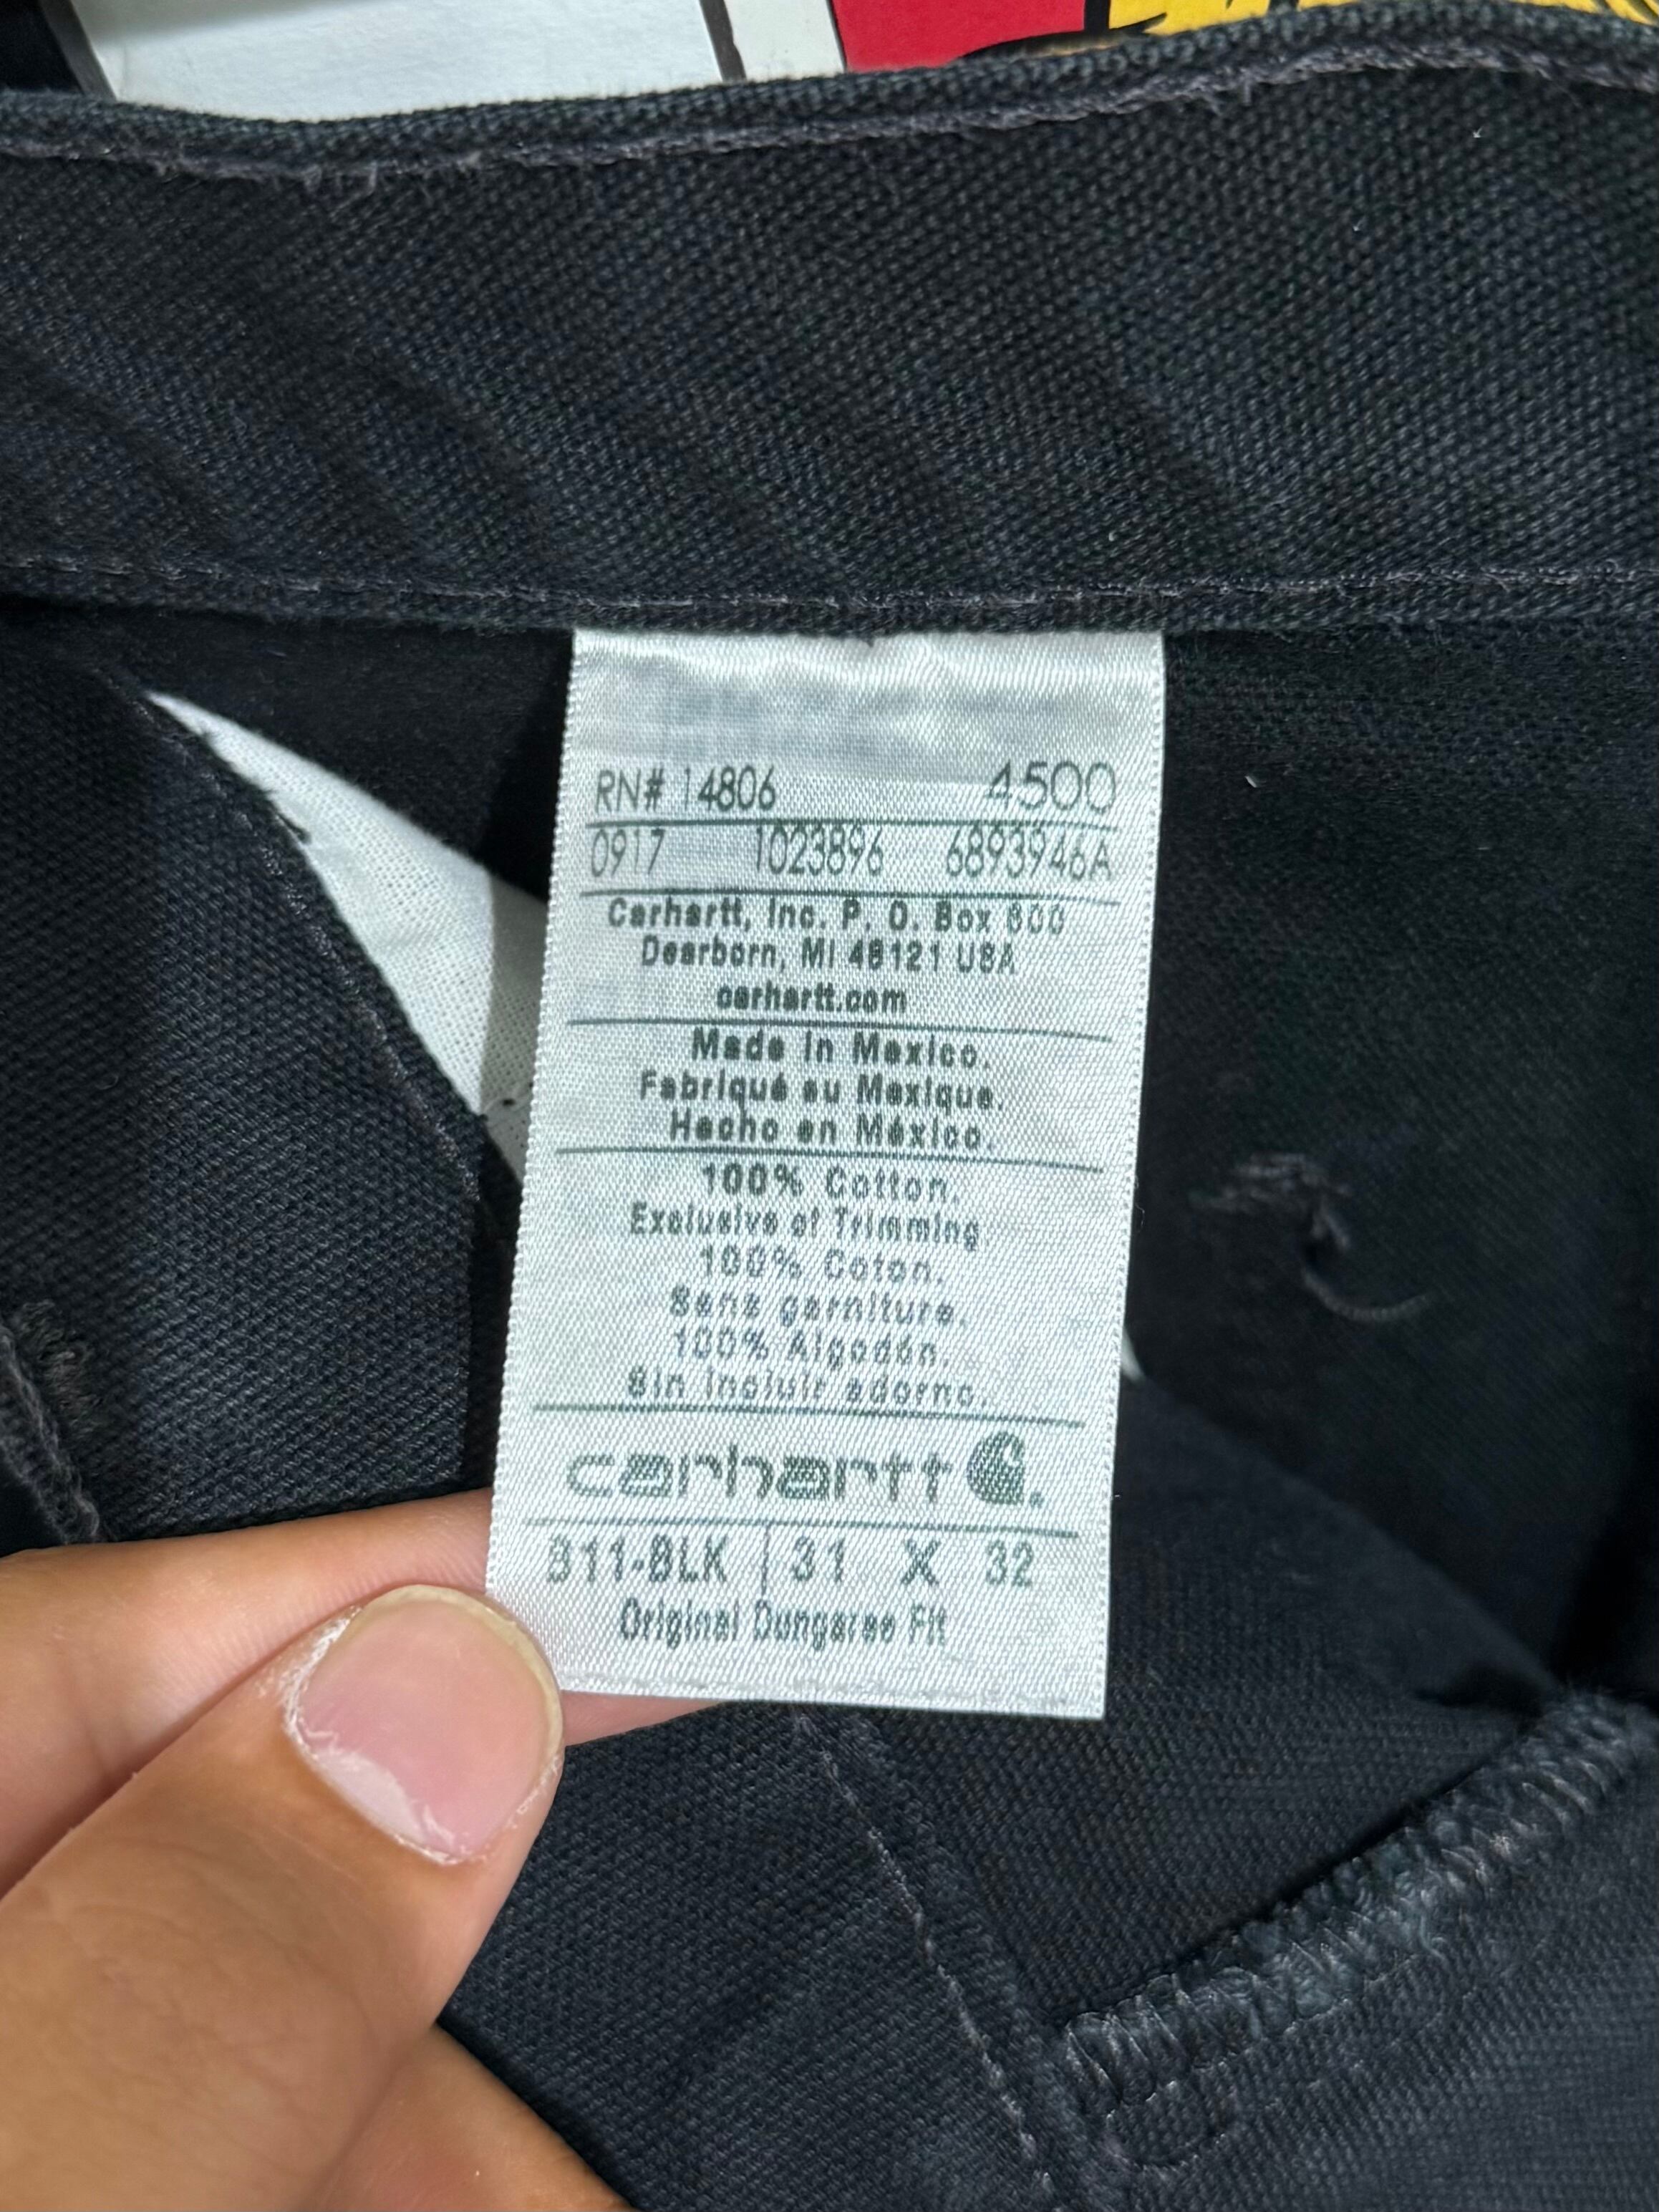 RN# 14806 4500
0917 1023896 6893946A
Carhartt, Inc. P. O. Box 600
Dearborn, MI 48121 USA
carhartt.com
Made in Mexico.
Fabriqué au Mexique.
Hecho en México.
100% Cotton.
Exclusive of Trimming
100% Coton.
Sans garniture.
100% Algodón.
Sin incluir adorno.
carhartt
B11-BLK | 31 X 32
Original Dungaree Fit